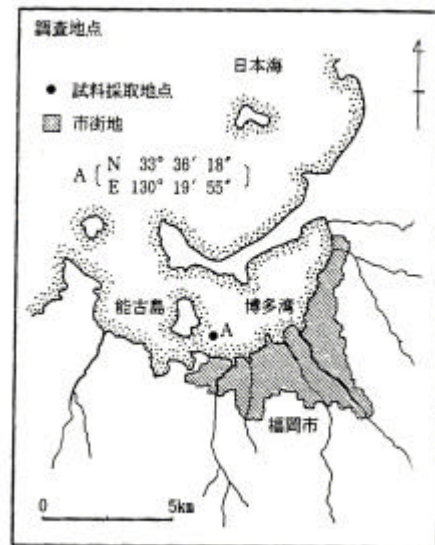 調査地点
日本海
● 試料採取地点
市街地
A { N 33° 36′ 18″
E 130° 19′ 55″ }
能古島
博多湾
A
福岡市
0 5km